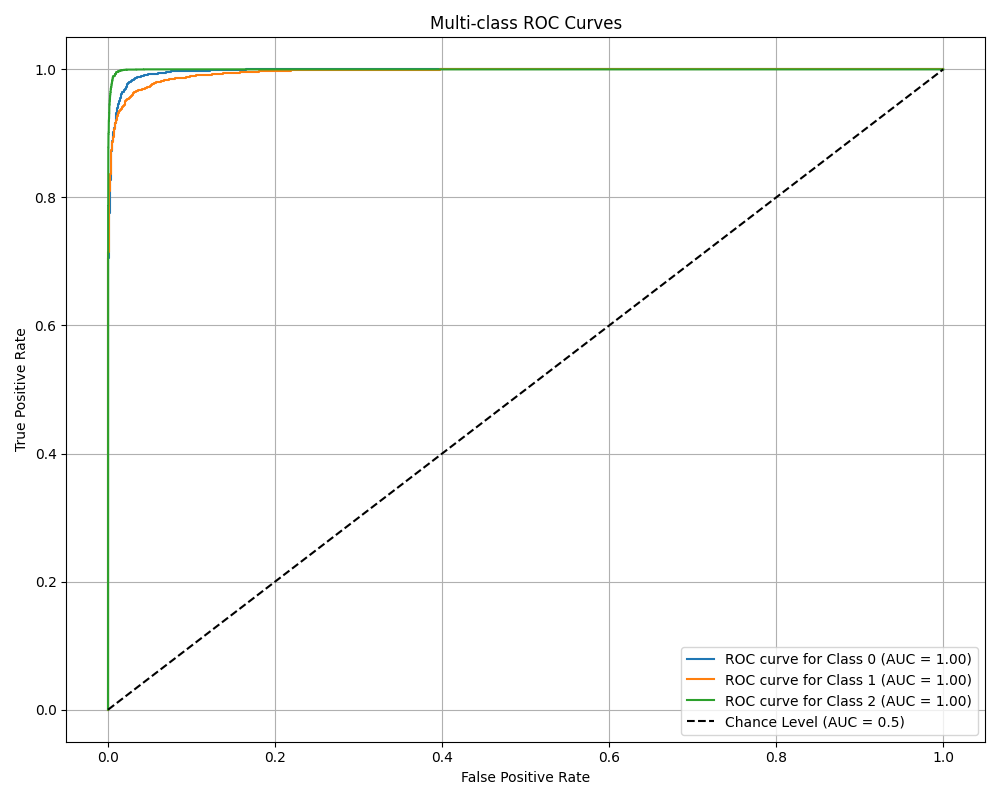 Multi-class ROC Curves
True Positive Rate
1.0
0.8
0.6
0.4
0.2
0.0
ROC curve for Class 0 (AUC = 1.00)
ROC curve for Class 1 (AUC = 1.00)
ROC curve for Class 2 (AUC = 1.00)
Chance Level (AUC = 0.5)
0.0 0.2 0.4 0.6 0.8 1.0
False Positive Rate